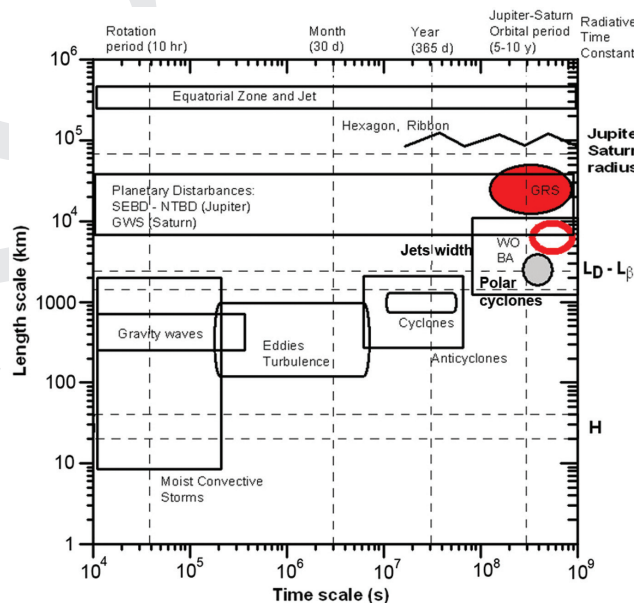 Rotation
period (10 hr)
Month
(30 d)
Year
(365 d)
Jupiter-Saturn
Orbital period
(5-10 y)
Radiative
Time
Constant
10^6
Equatorial Zone and Jet
Hexagon, Ribbon
10^5
Jupite
Saturn
radius
Planetary Distarbances:
SEBD - NTBD (Jupiter)
GWS (Saturn)
GRS
10^4
Jets width
WO
BA
L_D - L_β
Polar
cyclones
1000
Gravity waves
Eddies
Turbulence
Cyclones
Anticyclones
100
H
10
Moist Convective
Storms
1
Length scale (km)
10^4
10^5
10^6
10^7
10^8
10^9
Time scale (s)